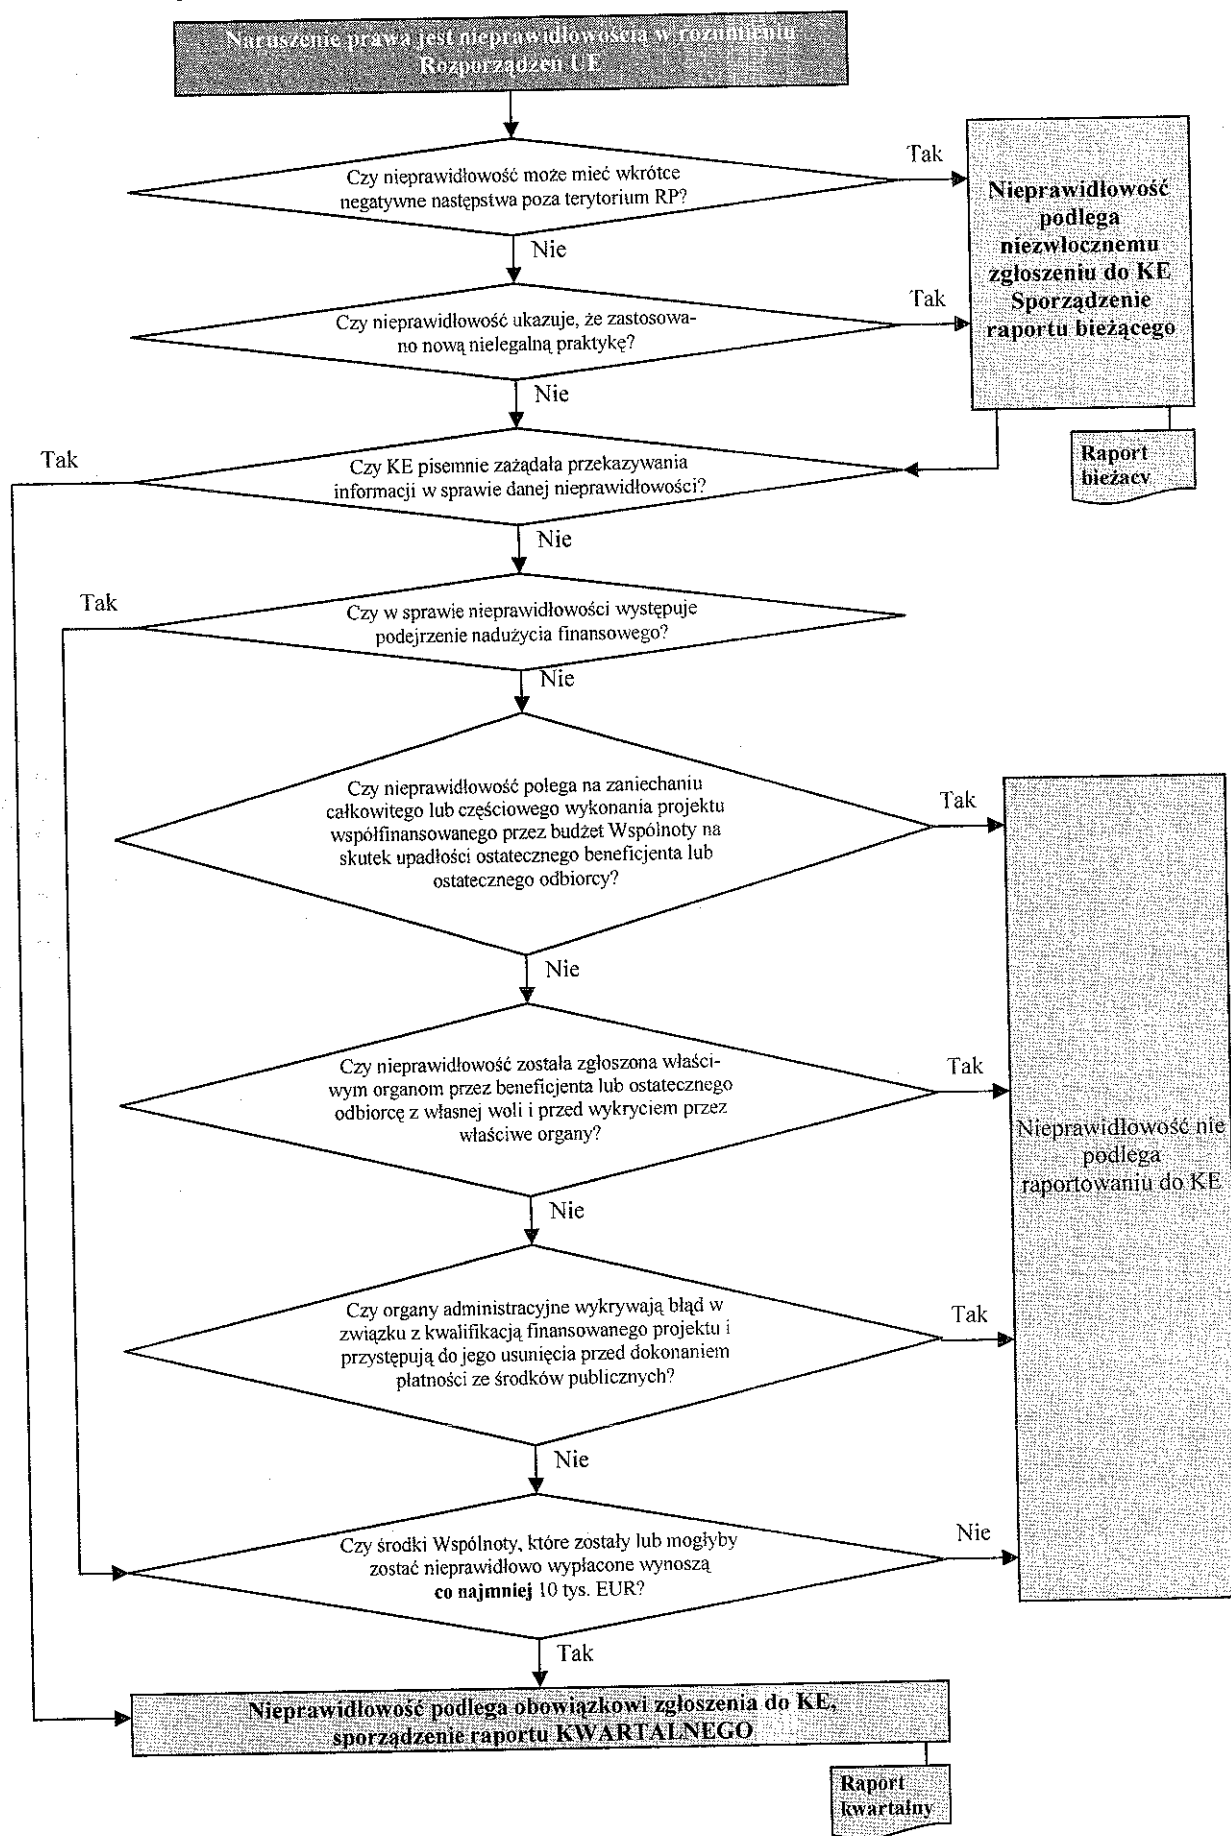 Naruszenie prawa jest nieprawidłowością w rozumieniu
Rozporządzeń UE
Czy nieprawidłowość może mieć wkrótce
negatywne następstwa poza terytorium RP?
Tak
Nie
Nieprawidłowość
podlega
niezwłocznemu
zgłoszeniu do KE
Sporządzenie
raportu bieżącego
Czy nieprawidłowość ukazuje, że zastosowa-
no nową nielegalną praktykę?
Tak
Nie
Raport
bieżacy
Czy KE pisemnie zażądała przekazywania
informacji w sprawie danej nieprawidłowości?
Tak
Nie
Czy w sprawie nieprawidłowości występuje
podejrzenie nadużycia finansowego?
Tak
Nie
Czy nieprawidłowość polega na zaniechaniu
całkowitego lub częściowego wykonania projektu
współfinansowanego przez budżet Wspólnoty na
skutek upadłości ostatecznego beneficjenta lub
ostatecznego odbiorcy?
Tak
Nie
Czy nieprawidłowość została zgłoszona właści-
wym organom przez beneficjenta lub ostatecznego
odbiorcę z własnej woli i przed wykryciem przez
właściwe organy?
Tak
Nie
Nieprawidłowość nie
podlega
raportowaniu do KE
Czy organy administracyjne wykrywają błąd w
związku z kwalifikacją finansowanego projektu i
przystępują do jego usunięcia przed dokonaniem
płatności ze środków publicznych?
Tak
Nie
Czy środki Wspólnoty, które zostały lub mogłyby
zostać nieprawidłowo wypłacone wynoszą
co najmniej 10 tys. EUR?
Nie
Tak
Nieprawidłowość podlega obowiązkowi zgłoszenia do KE,
sporządzenie raportu KWARTALNEGO
Raport
kwartalny